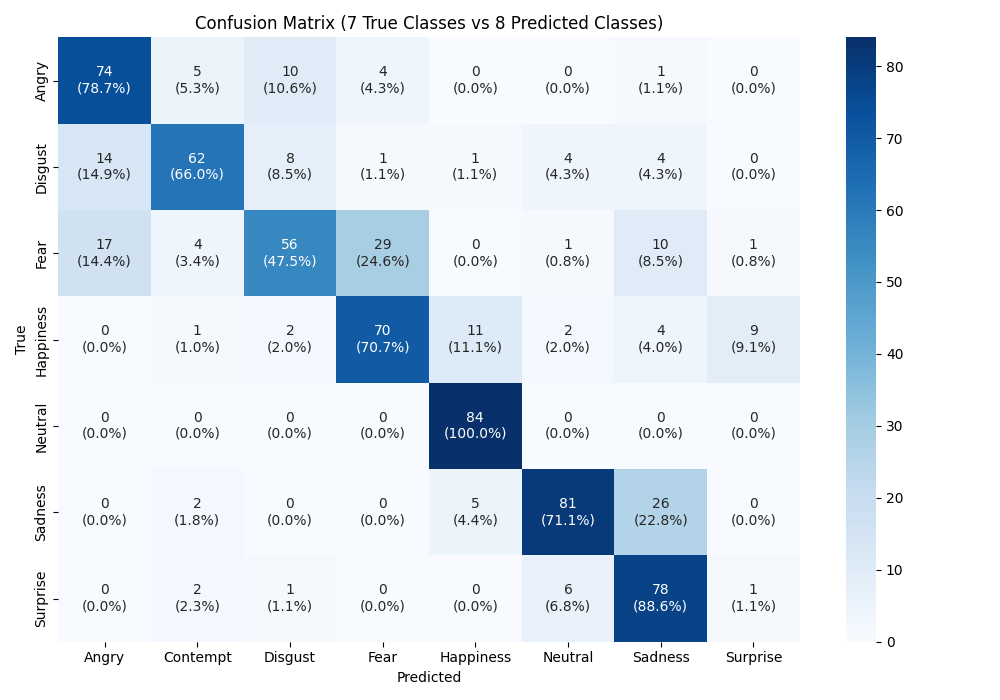 Confusion Matrix (7 True Classes vs 8 Predicted Classes)
True
Angry
74 5 10 4 0 0 1 0
(78.7%) (5.3%) (10.6%) (4.3%) (0.0%) (0.0%) (1.1%) (0.0%)
Disgust
14 62 8 1 1 4 4 0
(14.9%) (66.0%) (8.5%) (1.1%) (1.1%) (4.3%) (4.3%) (0.0%)
Fear
17 4 56 29 0 1 10 1
(14.4%) (3.4%) (47.5%) (24.6%) (0.0%) (0.8%) (8.5%) (0.8%)
Happiness
0 1 2 70 11 2 4 9
(0.0%) (1.0%) (2.0%) (70.7%) (11.1%) (2.0%) (4.0%) (9.1%)
Neutral
0 0 0 0 84 0 0 0
(0.0%) (0.0%) (0.0%) (0.0%) (100.0%) (0.0%) (0.0%) (0.0%)
Sadness
0 2 0 0 5 81 26 0
(0.0%) (1.8%) (0.0%) (0.0%) (4.4%) (71.1%) (22.8%) (0.0%)
Surprise
0 2 1 0 0 6 78 1
(0.0%) (2.3%) (1.1%) (0.0%) (0.0%) (6.8%) (88.6%) (1.1%)
Angry Contempt Disgust Fear Happiness Neutral Sadness Surprise
Predicted
80
70
60
50
40
30
20
10
0